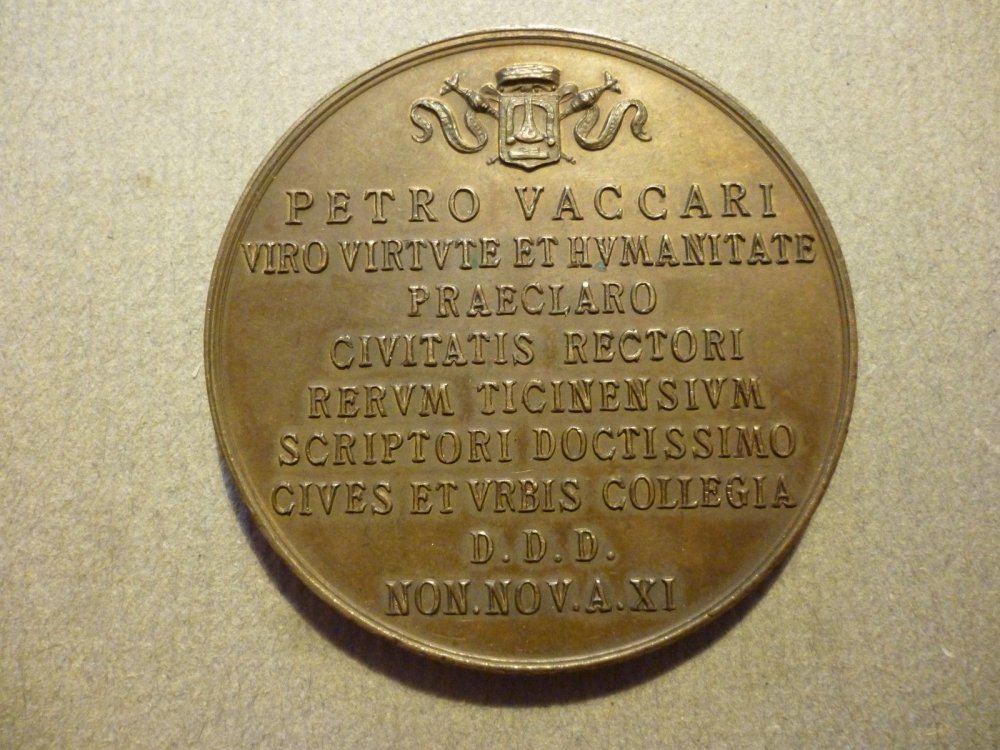 PETRO VACCARI
VIRO VIRTVTE ET HVMANITATE
PRAECLARO
CIVITATIS RECTORI
RERVM TICINENSIVM
SCRIPTORI DOCTISSIMO
CIVES ET VRBIS COLLEGIA
D.D.D.
NON.NOV.A.XI